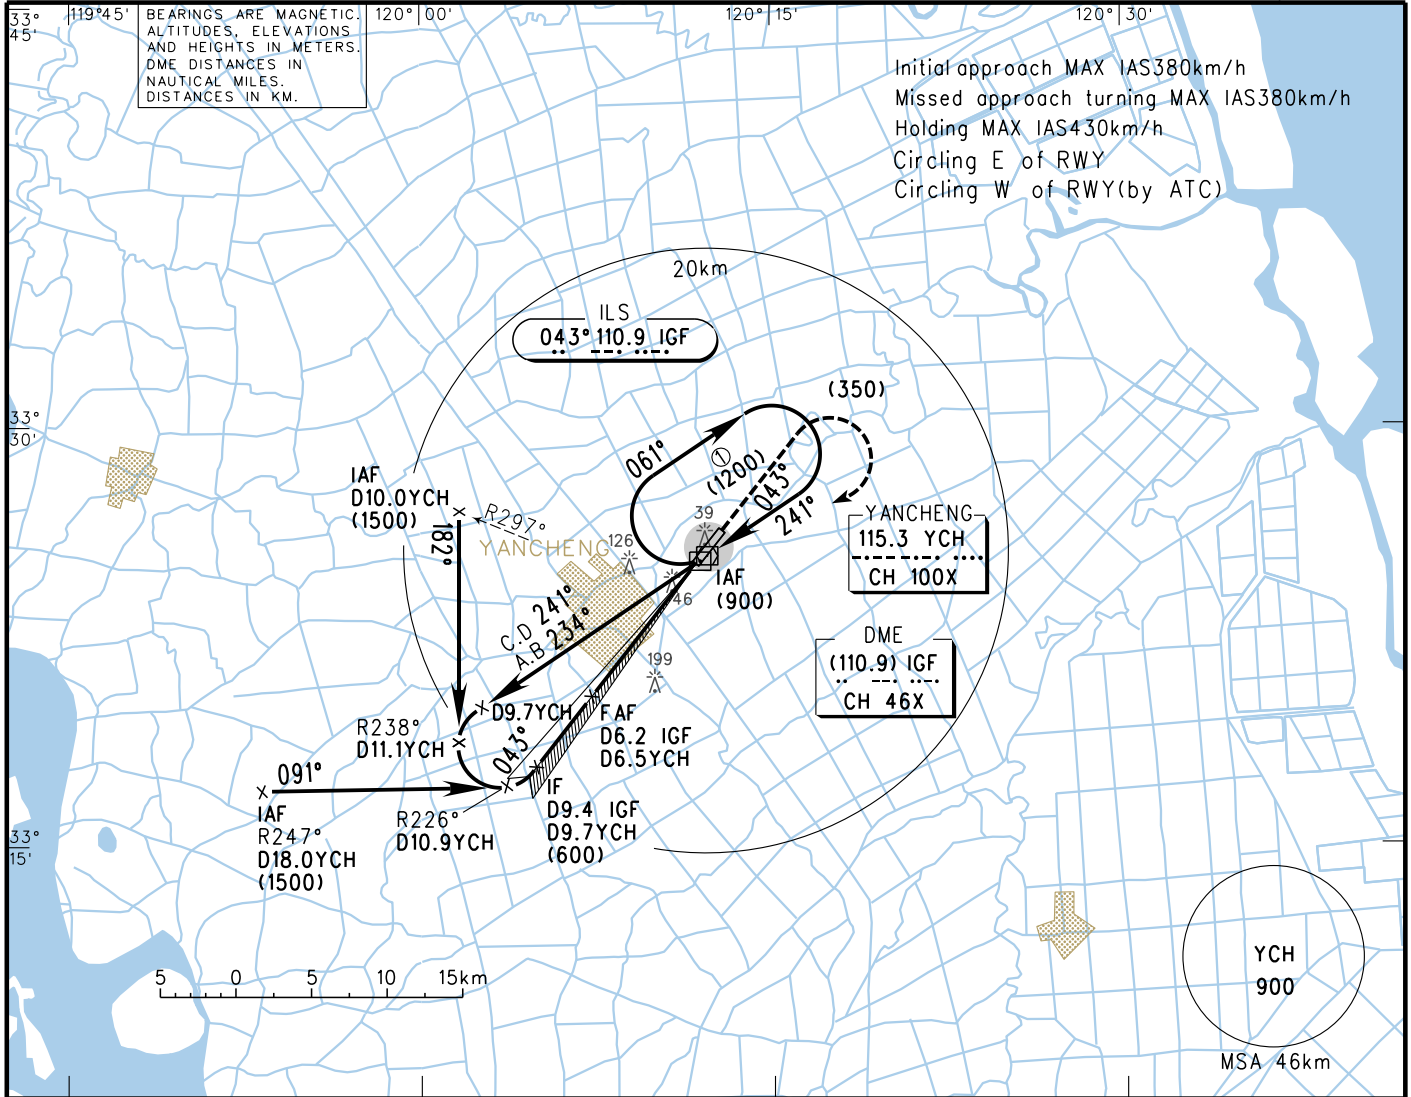 33°
45'
119°45'
120°00'
120°15'
120°30'
BEARINGS ARE MAGNETIC.
ALTITUDES, ELEVATIONS
AND HEIGHTS IN METERS.
DME DISTANCES IN
NAUTICAL MILES.
DISTANCES IN KM.
Initial approach MAX IAS380km/h
Missed approach turning MAX IAS380km/h
Holding MAX IAS430km/h
Circling E of RWY
Circling W of RWY(by ATC)
20km
ILS
043° 110.9 IGF
(350)
33°
30'
061°
①
(1200)
043°
241°
IAF
D10.0YCH
(1500)
R297°
182°
YANCHENG
126
39
46
IAF
(900)
YANCHENG
115.3 YCH
CH 100X
C.D 241°
A.B 234°
199
DME
(110.9) IGF
CH 46X
D9.7YCH
R238°
D11.1YCH
043°
FAF
D6.2 IGF
D6.5YCH
091°
IAF
R247°
D18.0YCH
(1500)
R226°
D10.9YCH
IF
D9.4 IGF
D9.7YCH
(600)
33°
15'
5 0 5 10 15km
YCH
900
MSA 46km